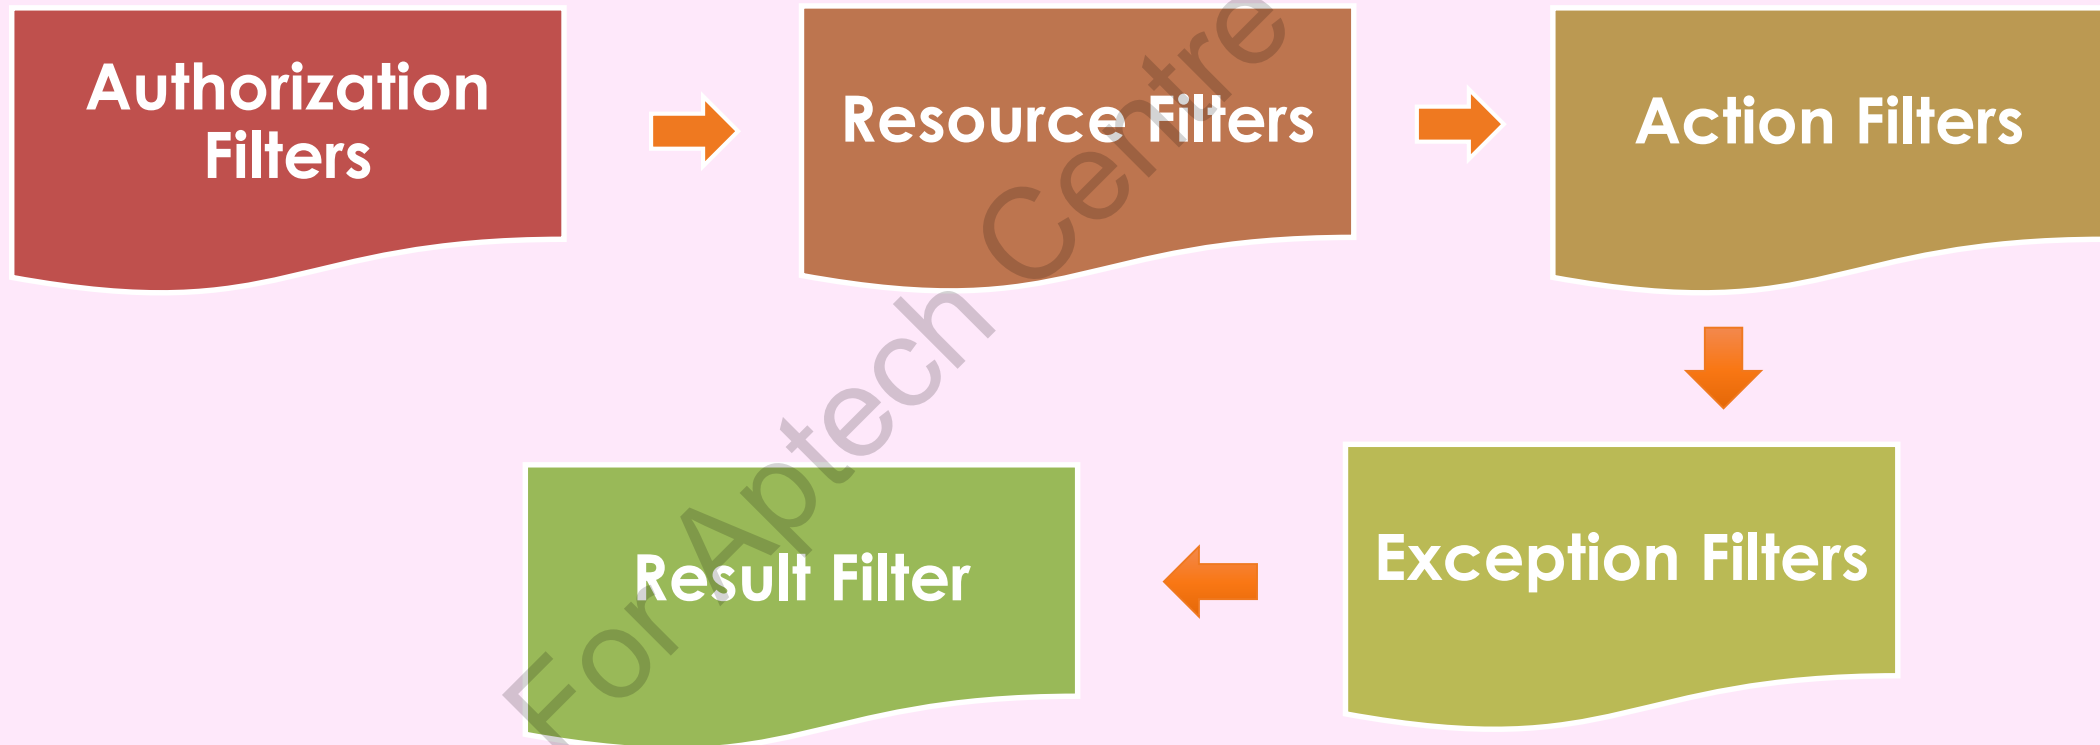 Authorization
Filters
Resource Filters
Action Filters
Exception Filters
Result Filter
For Aptech Centre